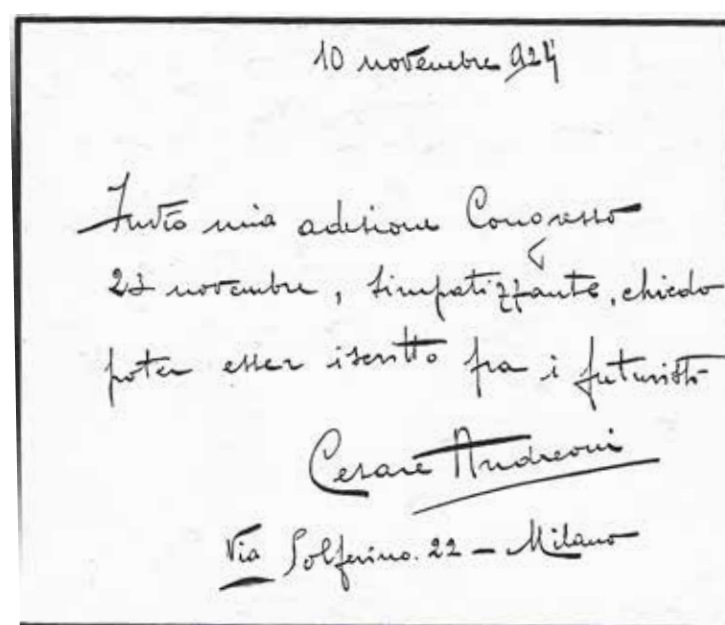 10 novembre 924
Invio mia adesione Congresso
23 novembre, simpatizzante, chiedo
poter esser iscritto fra i futuristi
Cesare Andreoni
Via Solferino. 22 - Milano